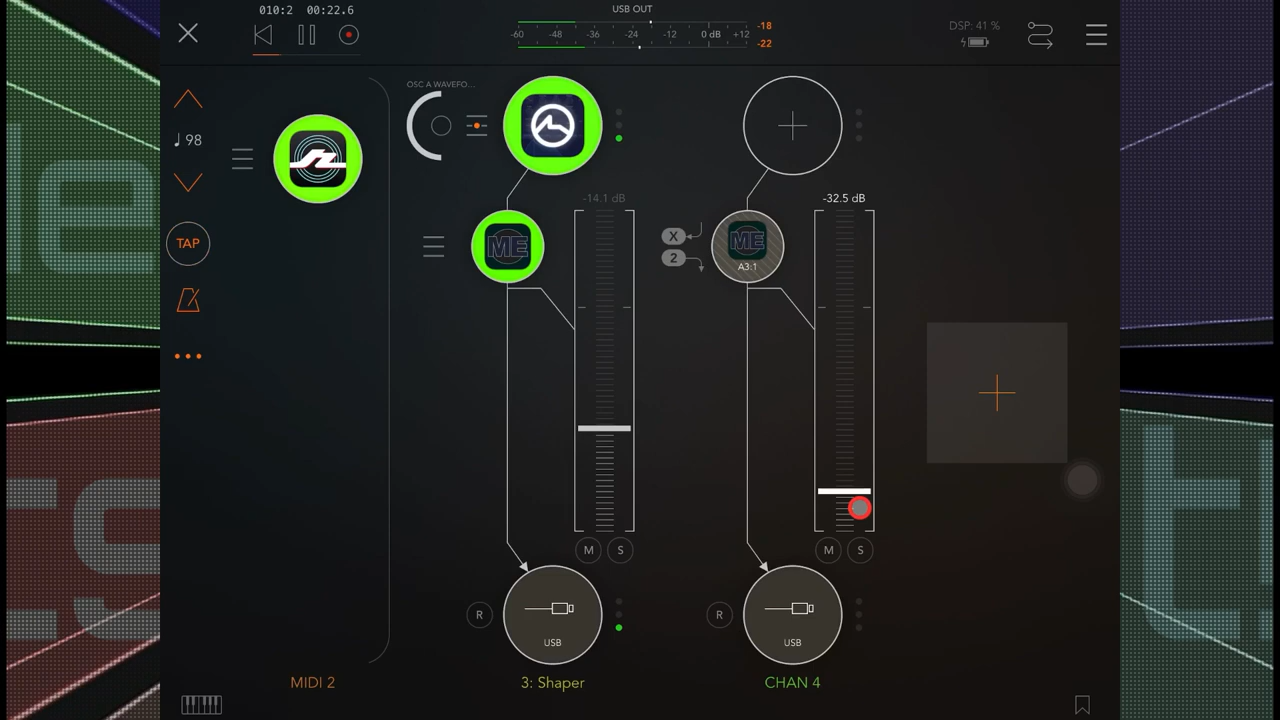 010:2 00:22.6
USB OUT
-60 -48 -36 -24 -12 0 dB +12
-18
-22
DSP: 41 %
OSC A WAVEFO...
98
TAP
-14.1 dB
-32.5 dB
ME
X
2
ME
A3:1
M S
M S
R
USB
R
USB
MIDI 2
3: Shaper
CHAN 4